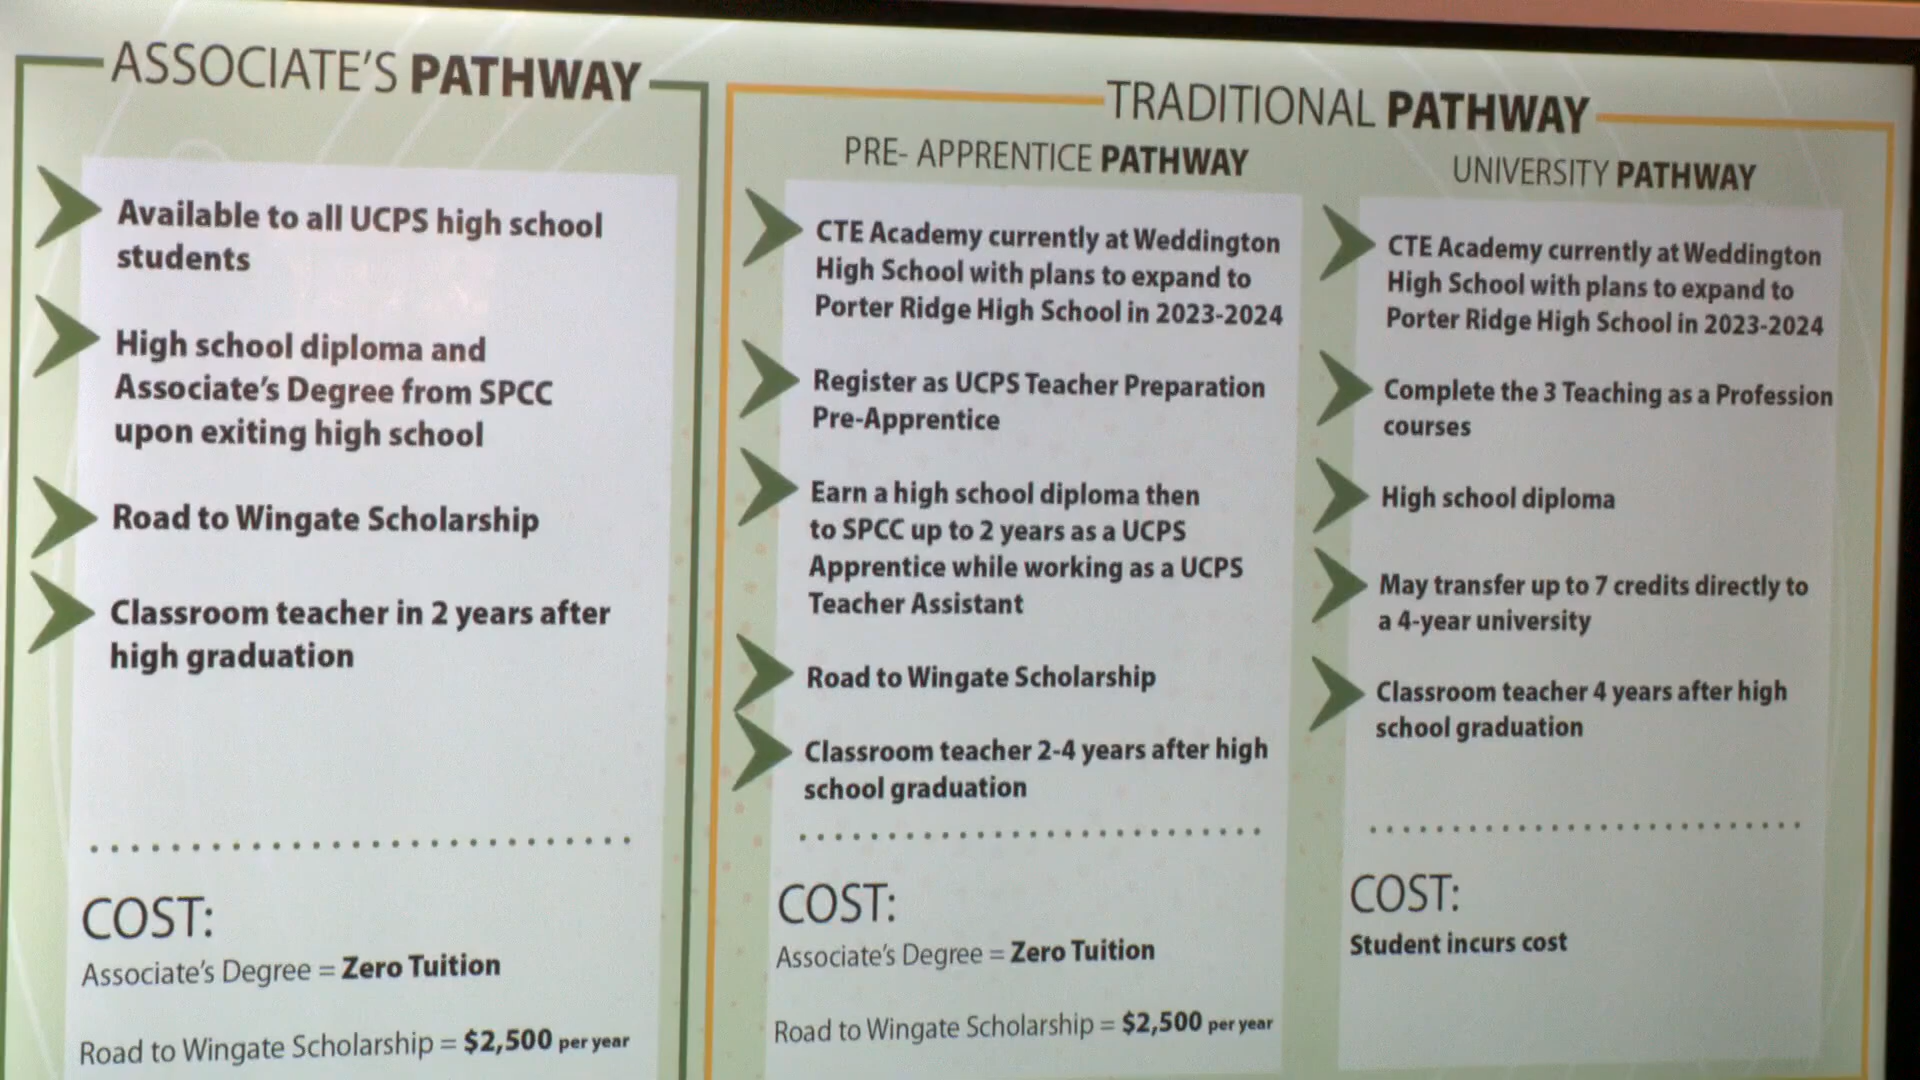 ASSOCIATE'S PATHWAY
Available to all UCPS high school
students
High school diploma and
Associate's Degree from SPCC
upon exiting high school
Road to Wingate Scholarship
Classroom teacher in 2 years after
high graduation
COST:
Associate's Degree = Zero Tuition
Road to Wingate Scholarship = $2,500 per year
TRADITIONAL PATHWAY
PRE- APPRENTICE PATHWAY
CTE Academy currently at Weddington
High School with plans to expand to
Porter Ridge High School in 2023-2024
Register as UCPS Teacher Preparation
Pre-Apprentice
Earn a high school diploma then
to SPCC up to 2 years as a UCPS
Apprentice while working as a UCPS
Teacher Assistant
Road to Wingate Scholarship
Classroom teacher 2-4 years after high
school graduation
COST:
Associate's Degree = Zero Tuition
Road to Wingate Scholarship = $2,500 per year
UNIVERSITY PATHWAY
CTE Academy currently at Weddington
High School with plans to expand to
Porter Ridge High School in 2023-2024
Complete the 3 Teaching as a Profession
courses
High school diploma
May transfer up to 7 credits directly to
a 4-year university
Classroom teacher 4 years after high
school graduation
COST:
Student incurs cost